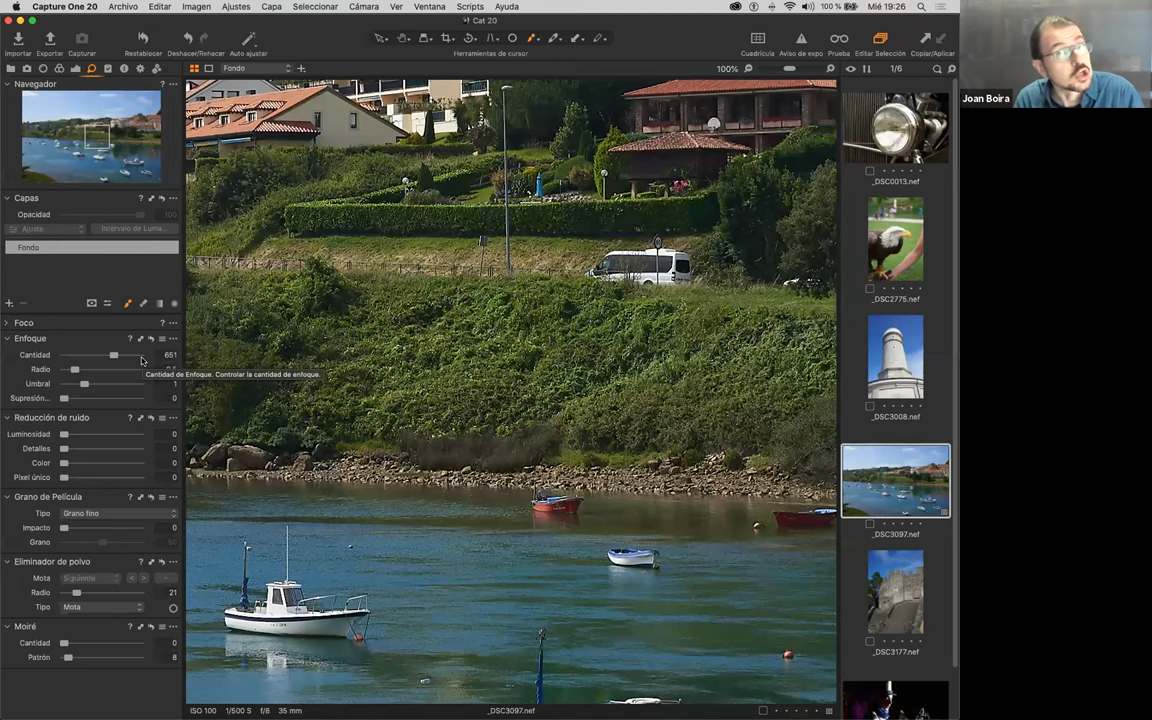 Capture One 20 Archivo Editar Imagen Ajustes Capa Seleccionar Cámara Ver Ventana Scripts Ayuda 100 % Mié 19:26
Cat 20
Importar Exportar Capturar Restablecer Deshacer/Rehacer Auto ajustar Herramientas de cursor Cuadrícula Aviso de expo Prueba Editar Selección Copiar/Aplicar
Fondo 100% 1/6
Navegador ? ...
Capas ? ...
Opacidad 100
Ajuste Intervalo de Luma...
Fondo
Foco ? ...
Enfoque ? ...
Cantidad 651
Radio
Cantidad de Enfoque. Controlar la cantidad de enfoque.
Umbral 1
Supresión... 0
Reducción de ruido ? ...
Luminosidad 0
Detalles 0
Color 0
Pixel único 0
Grano de Película ? ...
Tipo Grano fino
Impacto 0
Grano 50
Eliminador de polvo ? ...
Mota Siguiente < > -
Radio 21
Tipo Mota
Moiré ? ...
Cantidad 0
Patrón 8
ISO 100 1/500 S f/8 35 mm _DSC3097.nef
_DSC0013.nef
_DSC2775.nef
_DSC3008.nef
_DSC3097.nef
_DSC3177.nef
Joan Boira